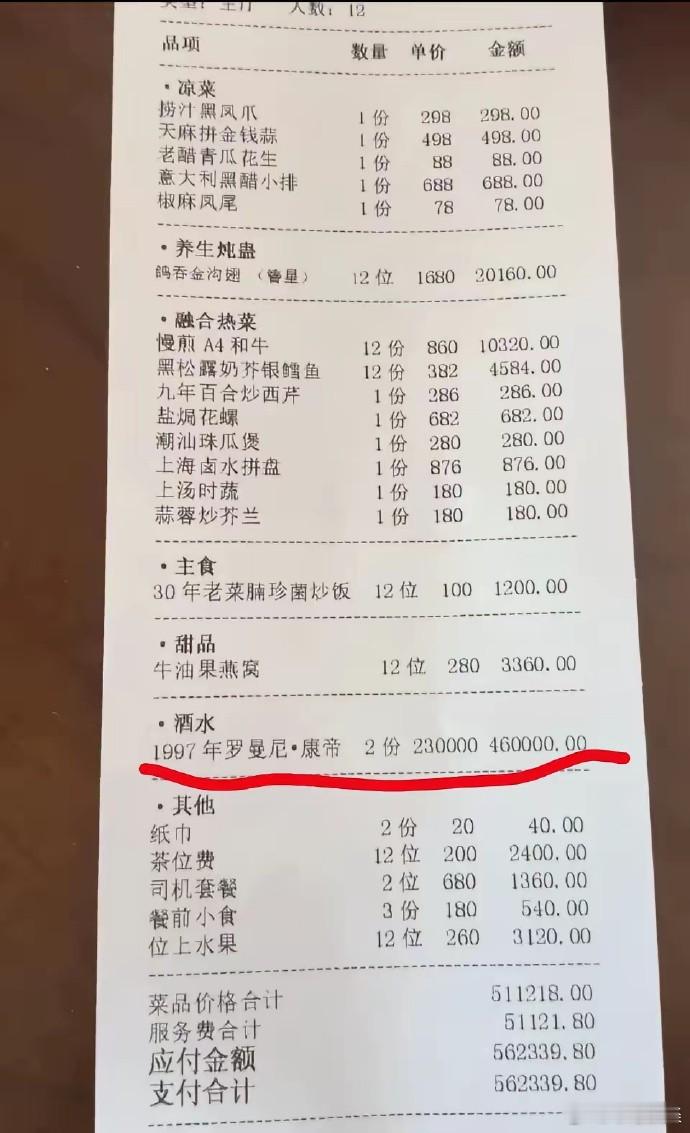 人数: 12
品项 数量 单价 金额
·凉菜
捞汁黑凤爪 1份 298 298.00
天麻拼金钱蒜 1份 498 498.00
老醋青瓜花生 1份 88 88.00
意大利黑醋小排 1份 688 688.00
椒麻凤尾 1份 78 78.00
·养生炖蛊
鸽吞金沟翅 （簪星） 12位 1680 20160.00
·融合热菜
慢煎A4和牛 12份 860 10320.00
黑松露奶芥银鳕鱼 12份 382 4584.00
九年百合炒西芹 1份 286 286.00
盐焗花螺 1份 682 682.00
潮汕珠瓜煲 1份 280 280.00
上海卤水拼盘 1份 876 876.00
上汤时蔬 1份 180 180.00
蒜蓉炒芥兰 1份 180 180.00
·主食
30年老菜腩珍菌炒饭 12位 100 1200.00
·甜品
牛油果燕窝 12位 280 3360.00
·酒水
1997年罗曼尼·康帝 2份 230000 460000.00
·其他
纸巾 2份 20 40.00
茶位费 12位 200 2400.00
司机套餐 2位 680 1360.00
餐前小食 3份 180 540.00
位上水果 12位 260 3120.00
菜品价格合计 511218.00
服务费合计 51121.80
应付金额 562339.80
支付合计 562339.80